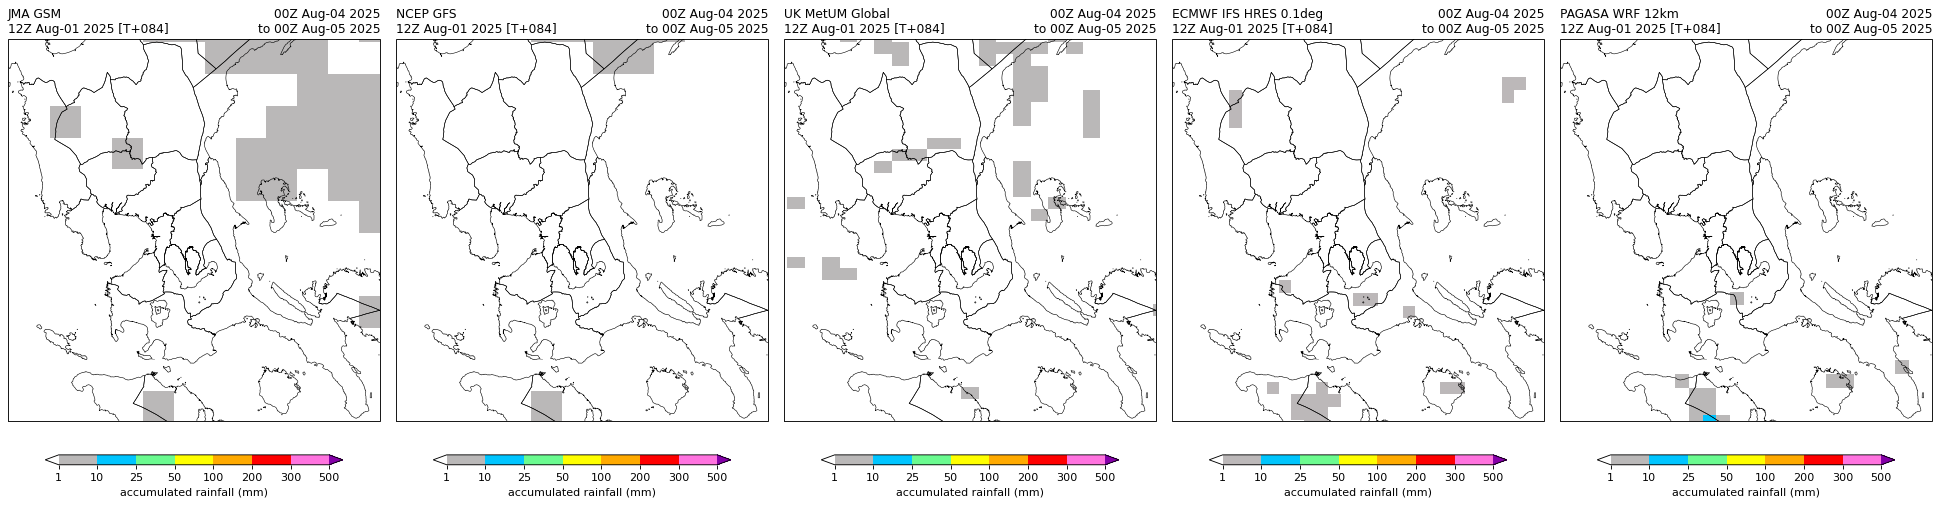 JMA GSM 00Z Aug-04 2025
12Z Aug-01 2025 [T+084] to 00Z Aug-05 2025
NCEP GFS 00Z Aug-04 2025
12Z Aug-01 2025 [T+084] to 00Z Aug-05 2025
UK MetUM Global 00Z Aug-04 2025
12Z Aug-01 2025 [T+084] to 00Z Aug-05 2025
ECMWF IFS HRES 0.1deg 00Z Aug-04 2025
12Z Aug-01 2025 [T+084] to 00Z Aug-05 2025
PAGASA WRF 12km 00Z Aug-04 2025
12Z Aug-01 2025 [T+084] to 00Z Aug-05 2025
1 10 25 50 100 200 300 500
accumulated rainfall (mm)
1 10 25 50 100 200 300 500
accumulated rainfall (mm)
1 10 25 50 100 200 300 500
accumulated rainfall (mm)
1 10 25 50 100 200 300 500
accumulated rainfall (mm)
1 10 25 50 100 200 300 500
accumulated rainfall (mm)